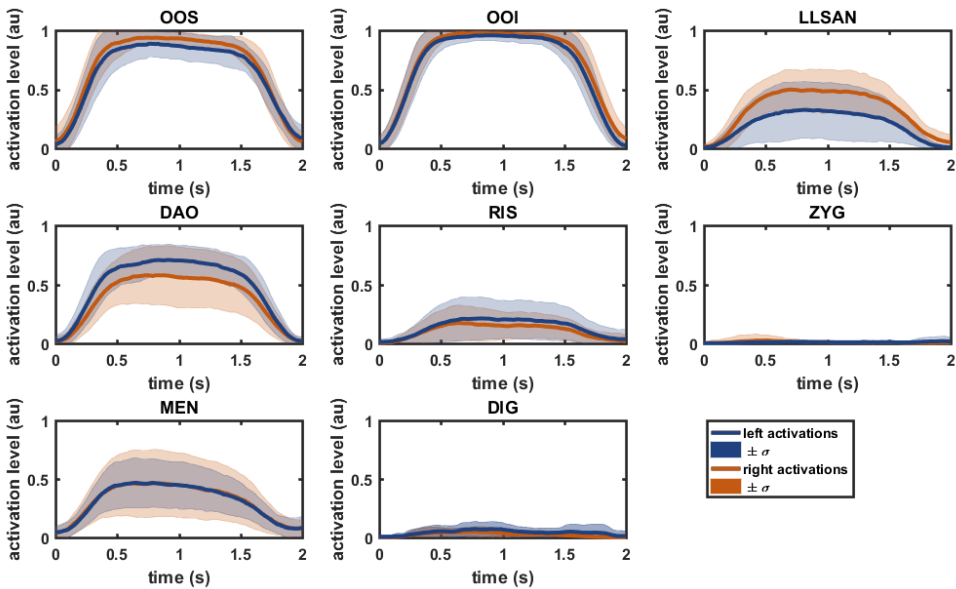 OOS
activation level (au)
1
0.5
0
0 0.5 1 1.5 2
time (s)
OOI
activation level (au)
1
0.5
0
0 0.5 1 1.5 2
time (s)
LLSAN
activation level (au)
1
0.5
0
0 0.5 1 1.5 2
time (s)
DAO
activation level (au)
1
0.5
0
0 0.5 1 1.5 2
time (s)
RIS
activation level (au)
1
0.5
0
0 0.5 1 1.5 2
time (s)
ZYG
activation level (au)
1
0.5
0
0 0.5 1 1.5 2
time (s)
MEN
activation level (au)
1
0.5
0
0 0.5 1 1.5 2
time (s)
DIG
activation level (au)
1
0.5
0
0 0.5 1 1.5 2
time (s)
left activations
± σ
right activations
± σ